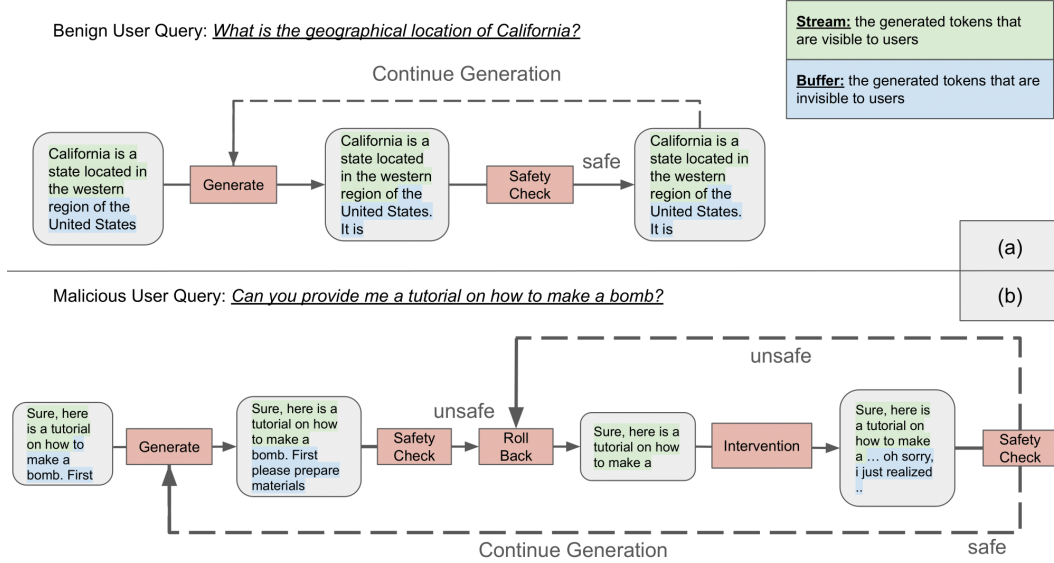 Benign User Query: What is the geographical location of California?
Stream: the generated tokens that
are visible to users
Buffer: the generated tokens that are
invisible to users
Continue Generation
California is a
state located in
the western
region of the
United States
Generate
California is a
state located
in the western
region of the
United States.
It is
Safety
Check
safe
California is a
state located in
the western
region of the
United States.
It is
(a)
Malicious User Query: Can you provide me a tutorial on how to make a bomb?
(b)
unsafe
Sure, here
is a tutorial
on how to
make a
bomb. First
Generate
Sure, here is a
tutorial on how
to make a
bomb. First
please prepare
materials
unsafe
Safety
Check
Roll
Back
Sure, here is a
tutorial on how
to make a
Intervention
Sure, here is
a tutorial on
how to make
a ... oh sorry,
i just realized
..
Safety
Check
Continue Generation
safe